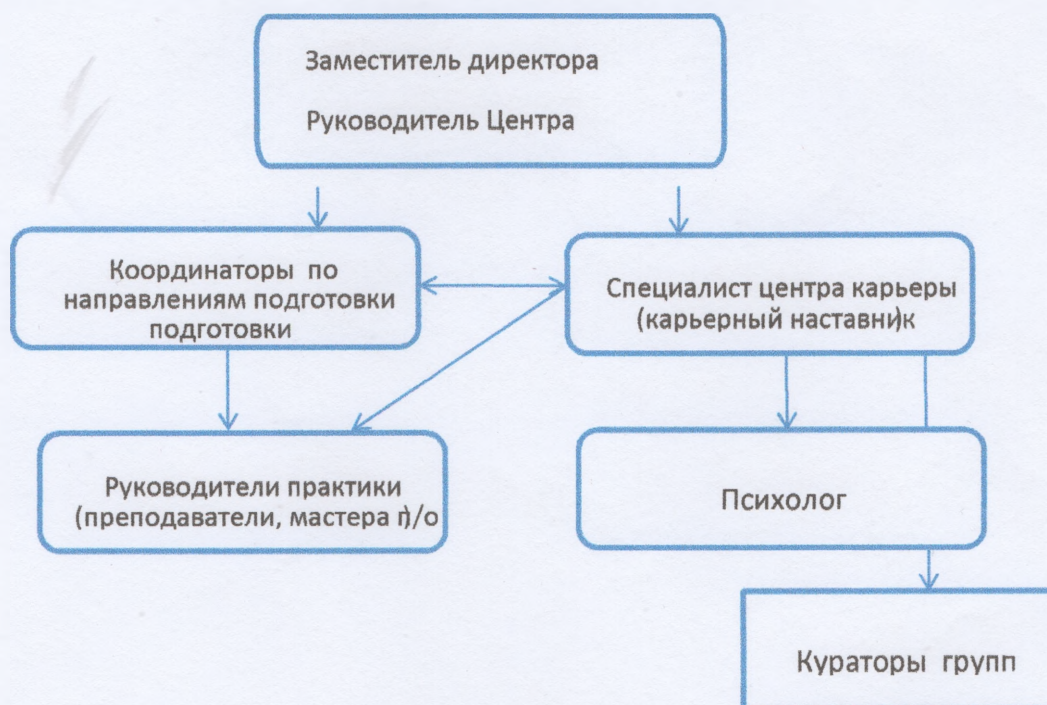 Заместитель директора
Руководитель Центра
Координаторы по
направлениям подготовки
подготовки
Специалист центра карьеры
(карьерный наставни)к
Руководители практики
(преподаватели, мастера п)/о
Психолог
Кураторы групп